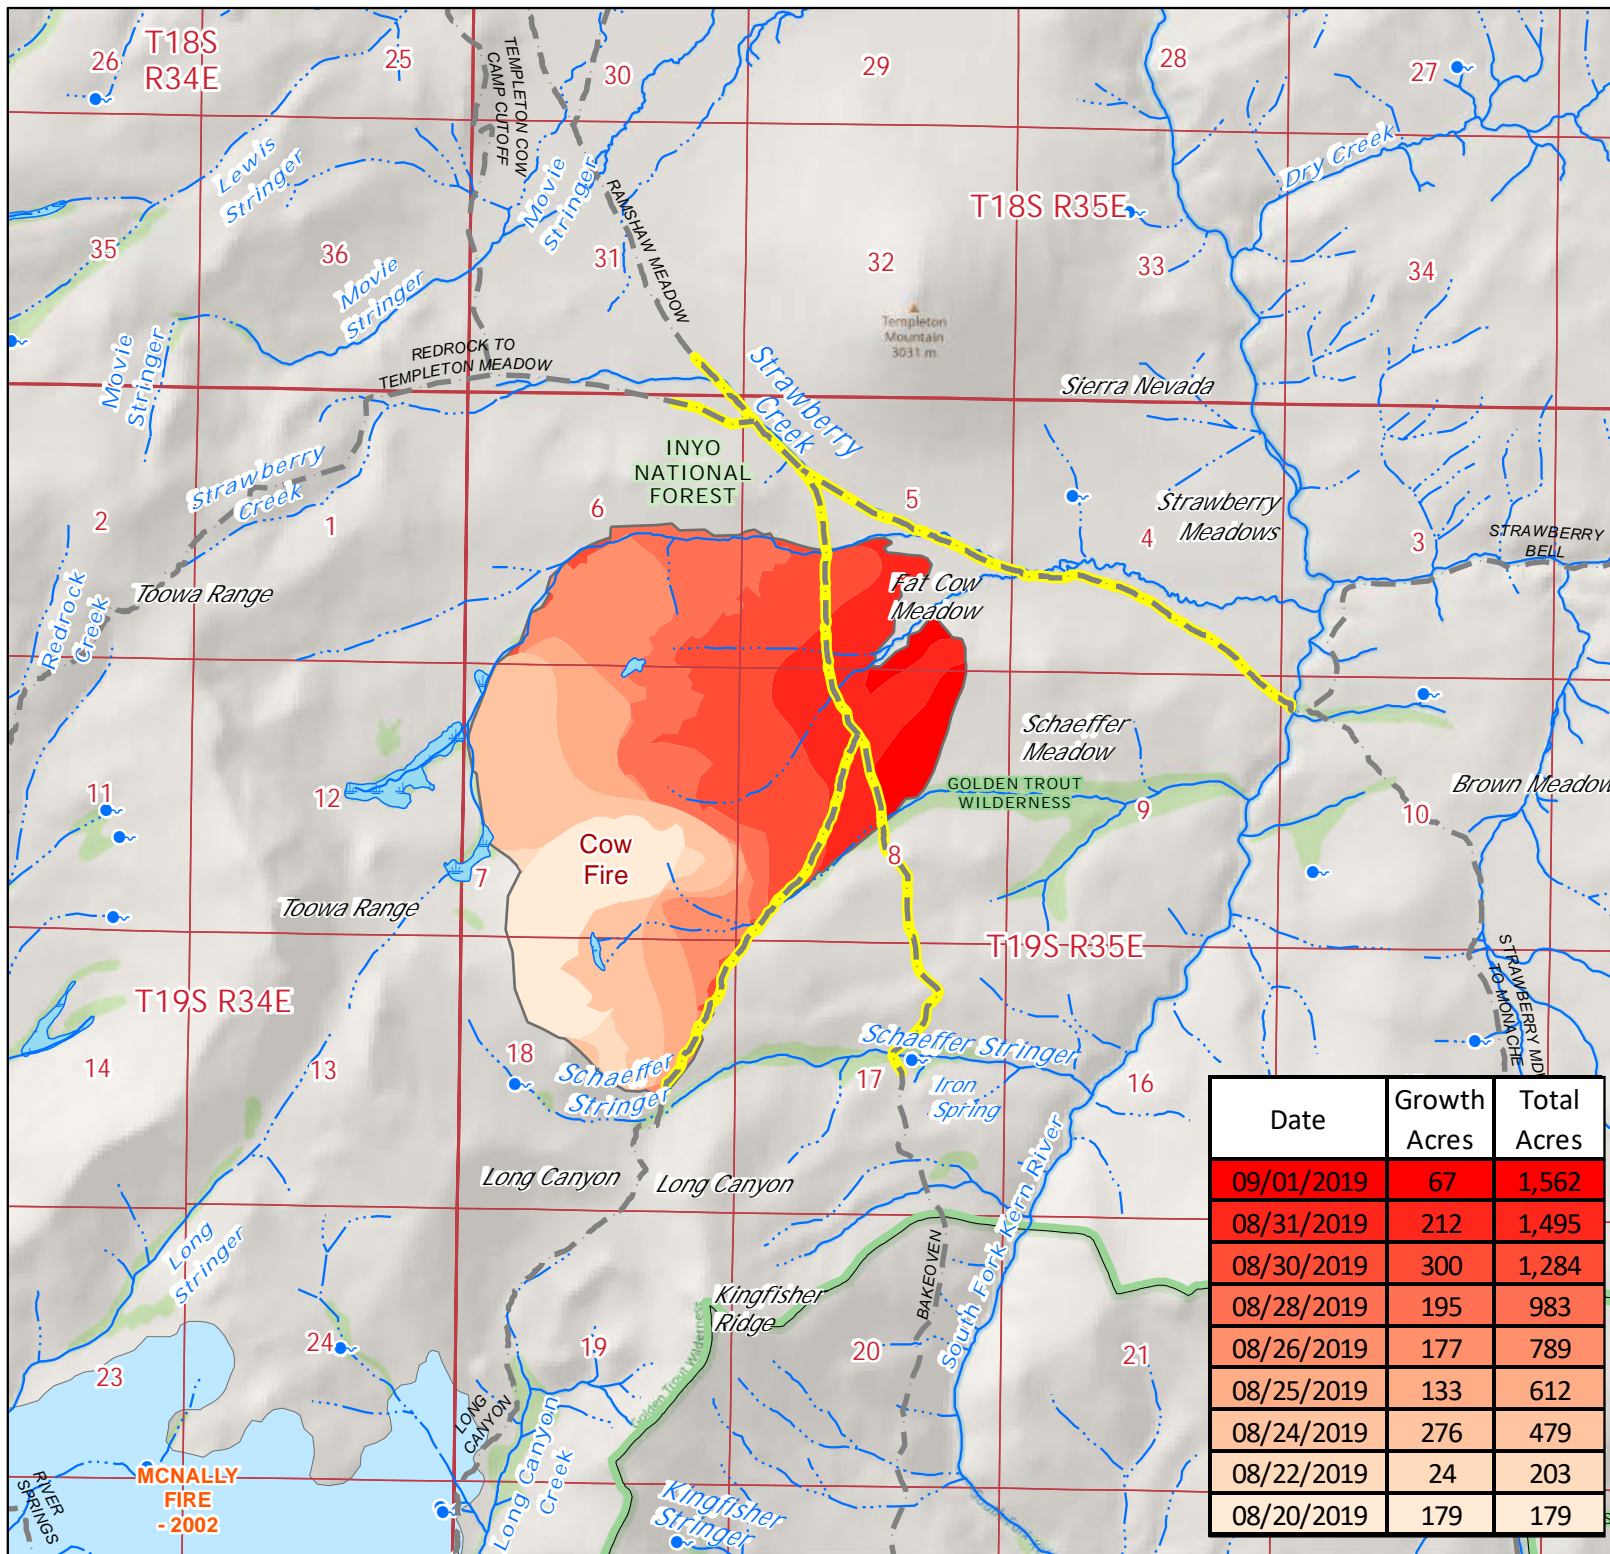 T18S
R34E
26
25
TEMPLETON COW
CAMP CUTOFF
30
29
28
27
Lewis
Stringer
Movie
Stringer
RAMSHAW MEADOW
T18S R35E
Dry Creek
35
36
31
32
33
34
Movie
Stringer
Movie
Stringer
Templeton
Mountain
3031 m
REDROCK TO
TEMPLETON MEADOW
Strawberry
Creek
Sierra Nevada
INYO
NATIONAL
FOREST
Strawberry
Creek
2
1
6
5
4
3
Strawberry
Meadows
STRAWBERRY
BELL
Redrock
Creek
Toowa Range
Fat Cow
Meadow
Schaeffer
Meadow
GOLDEN TROUT
WILDERNESS
Brown Meadow
11
12
7
8
9
10
Cow
Fire
Toowa Range
T19S R34E
T19S R35E
STRAWBERRY MDW
TO MONACHE
14
13
18
17
16
Schaeffer
Stringer
Schaeffer Stringer
Iron
Spring
Long Canyon
Long Canyon
Long
Stringer
Kingfisher
Ridge
BAKEOVEN
South Fork Kern River
Golden Trout Wilderness
23
24
19
20
21
LONG
CANYON
Long Canyon
Creek
MCNALLY
FIRE
- 2002
RIVER
SPRINGS
Kingfisher
Stringer
Date Growth Acres Total Acres
09/01/2019 67 1,562
08/31/2019 212 1,495
08/30/2019 300 1,284
08/28/2019 195 983
08/26/2019 177 789
08/25/2019 133 612
08/24/2019 276 479
08/22/2019 24 203
08/20/2019 179 179